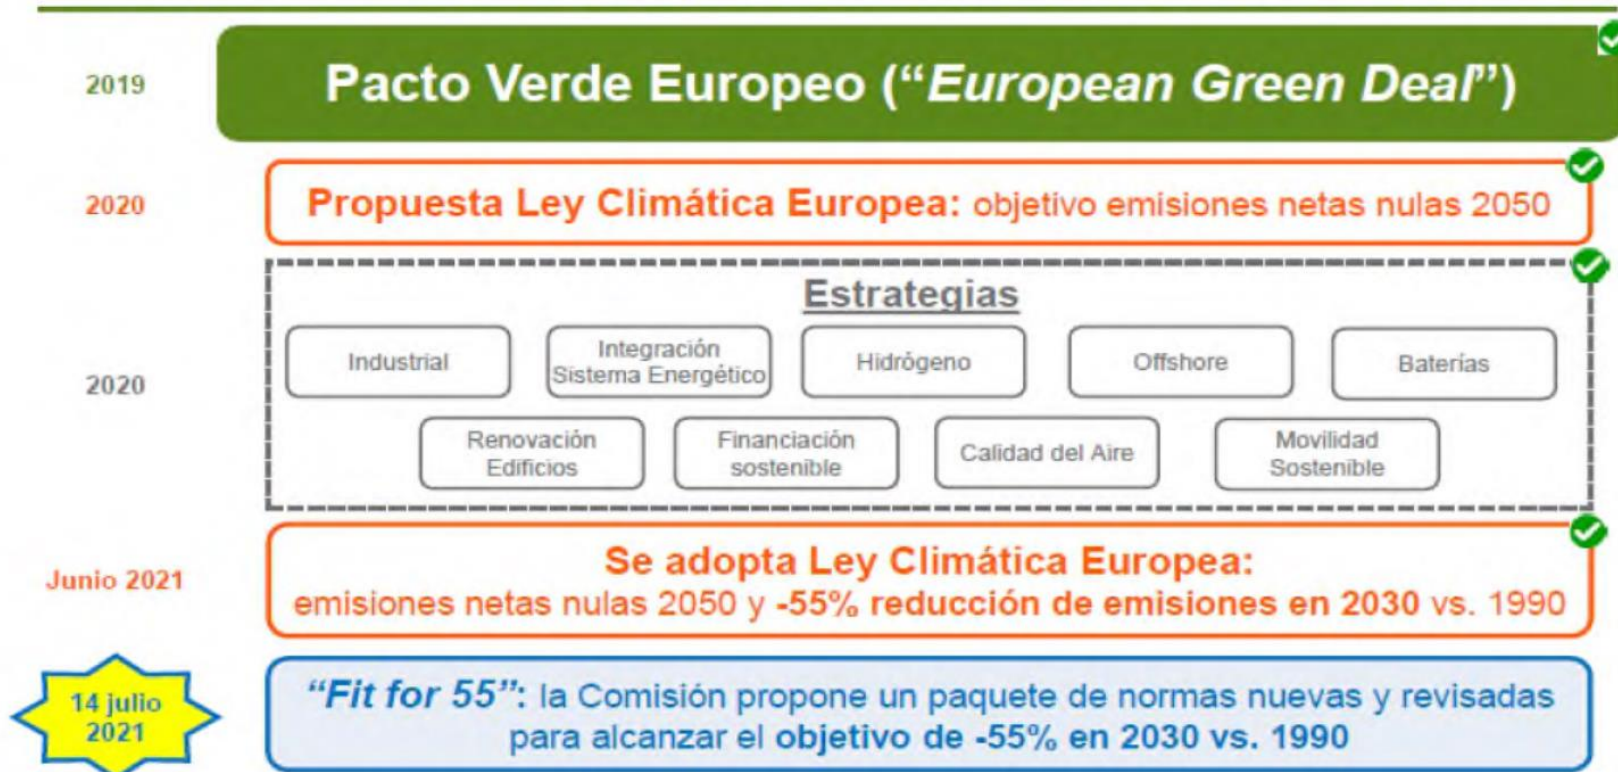 2019
Pacto Verde Europeo (“European Green Deal”)
2020
Propuesta Ley Climática Europea: objetivo emisiones netas nulas 2050
2020
Estrategias
Industrial
Integración
Sistema Energético
Hidrógeno
Offshore
Baterías
Renovación
Edificios
Financiación
sostenible
Calidad del Aire
Movilidad
Sostenible
Junio 2021
Se adopta Ley Climática Europea:
emisiones netas nulas 2050 y -55% reducción de emisiones en 2030 vs. 1990
14 julio
2021
“Fit for 55”: la Comisión propone un paquete de normas nuevas y revisadas
para alcanzar el objetivo de -55% en 2030 vs. 1990